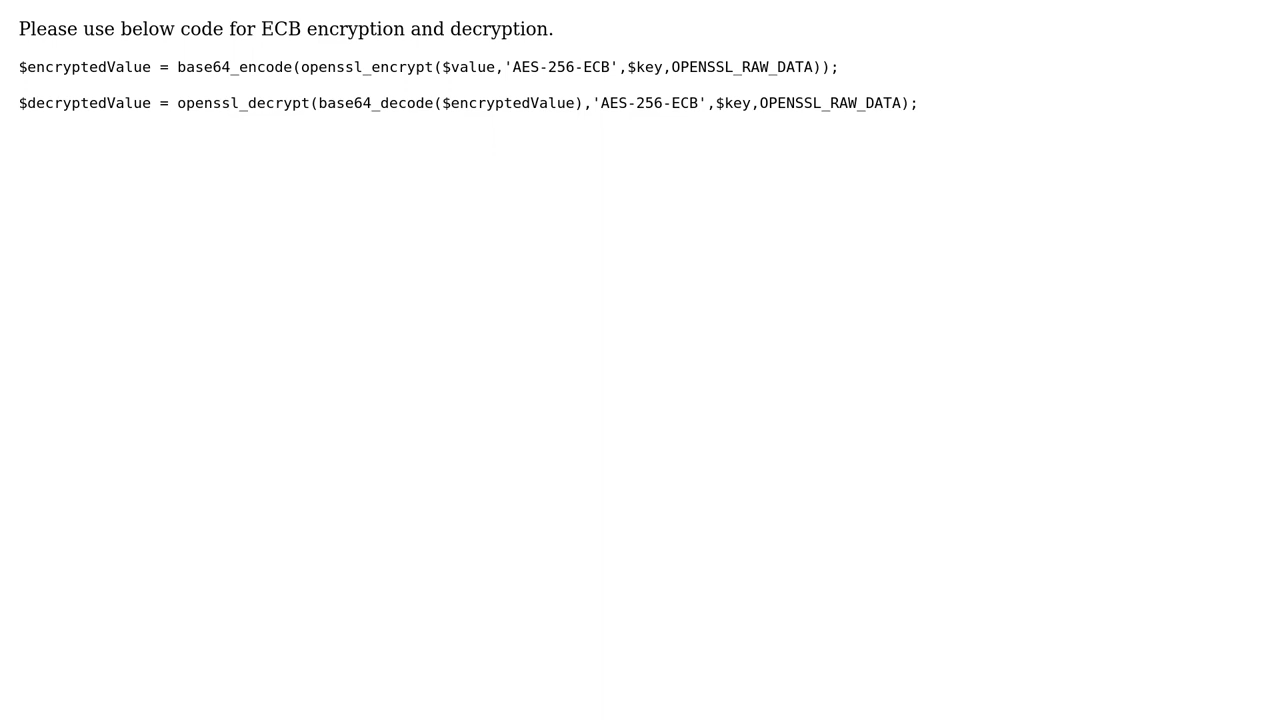 Please use below code for ECB encryption and decryption.
$encryptedValue = base64_encode(openssl_encrypt($value,'AES-256-ECB',$key,OPENSSL_RAW_DATA));
$decryptedValue = openssl_decrypt(base64_decode($encryptedValue),'AES-256-ECB',$key,OPENSSL_RAW_DATA);